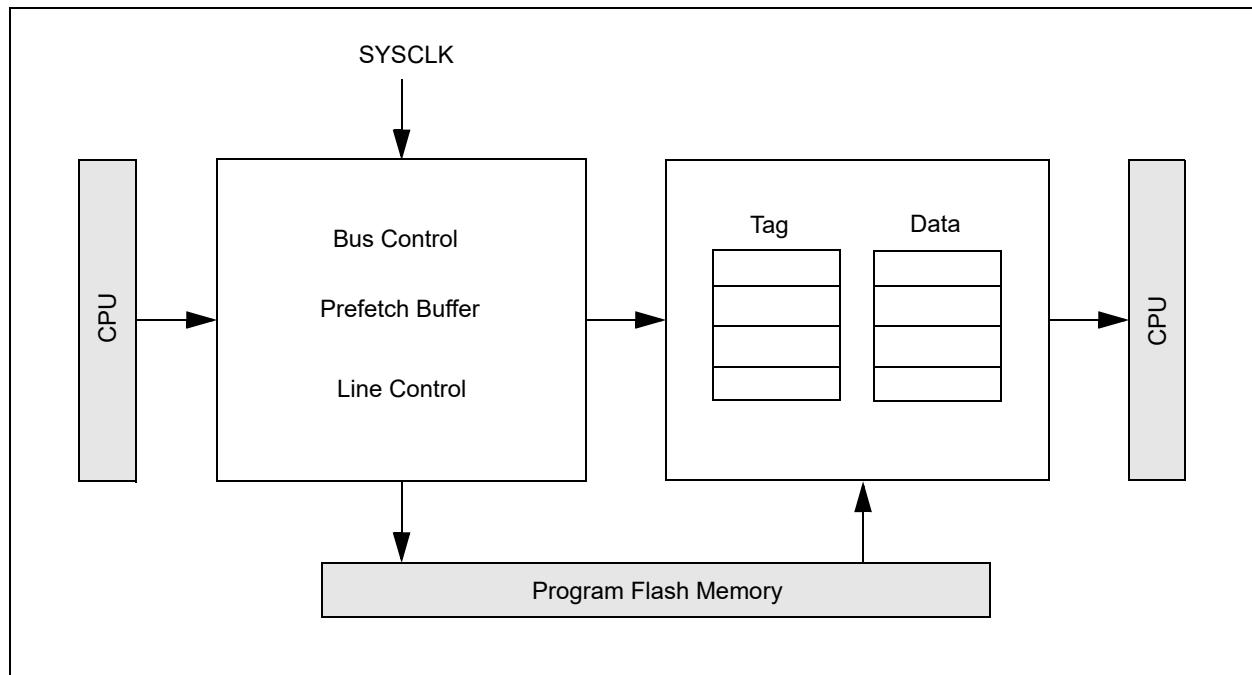 SYSCLK
CPU
Bus Control
Prefetch Buffer
Line Control
Tag
Data
CPU
Program Flash Memory